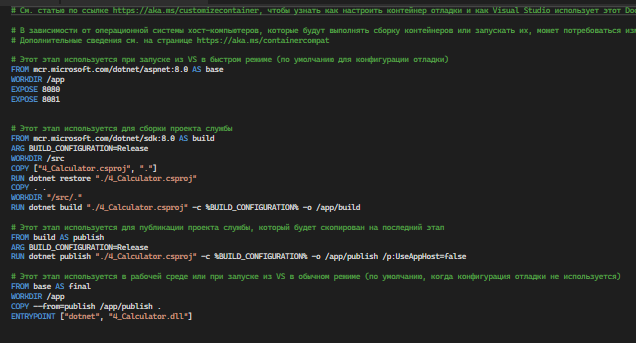 # См. статью по ссылке https://aka.ms/customizecontainer, чтобы узнать как настроить контейнер отладки и как Visual Studio использует этот Doc
# В зависимости от операционной системы хост-компьютеров, которые будут выполнять сборку контейнеров или запускать их, может потребоваться изм
# Дополнительные сведения см. на странице https://aka.ms/containercompat
# Этот этап используется при запуске из VS в быстром режиме (по умолчанию для конфигурации отладки)
FROM mcr.microsoft.com/dotnet/aspnet:8.0 AS base
WORKDIR /app
EXPOSE 8080
EXPOSE 8081
# Этот этап используется для сборки проекта службы
FROM mcr.microsoft.com/dotnet/sdk:8.0 AS build
ARG BUILD_CONFIGURATION=Release
WORKDIR /src
COPY ["4_Calculator.csproj", "."]
RUN dotnet restore "./4_Calculator.csproj"
COPY . .
WORKDIR "/src/."
RUN dotnet build "./4_Calculator.csproj" -c %BUILD_CONFIGURATION% -o /app/build
# Этот этап используется для публикации проекта службы, который будет скопирован на последний этап
FROM build AS publish
ARG BUILD_CONFIGURATION=Release
RUN dotnet publish "./4_Calculator.csproj" -c %BUILD_CONFIGURATION% -o /app/publish /p:UseAppHost=false
# Этот этап используется в рабочей среде или при запуске из VS в обычном режиме (по умолчанию, когда конфигурация отладки не используется)
FROM base AS final
WORKDIR /app
COPY --from=publish /app/publish .
ENTRYPOINT ["dotnet", "4_Calculator.dll"]